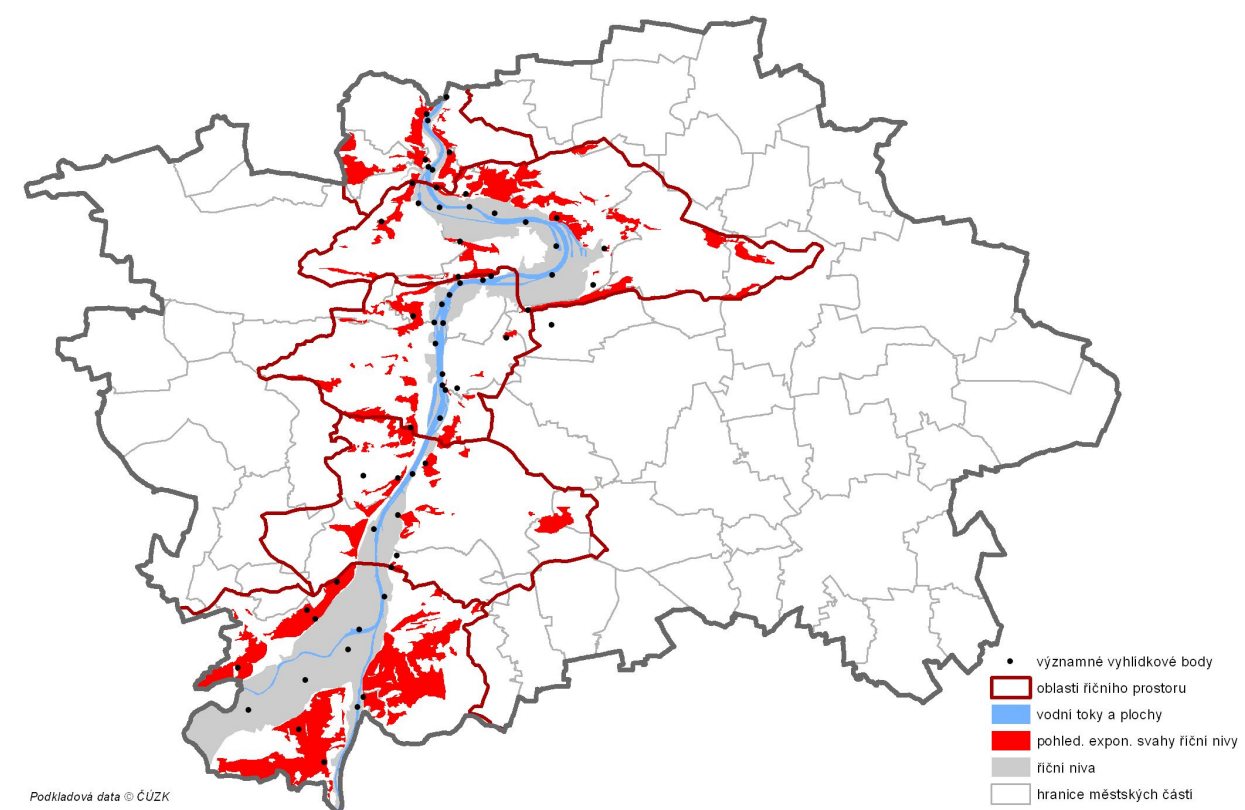 významné vyhlídkové body
oblasti říčního prostoru
vodní toky a plochy
pohled. expon. svahy říční nivy
říční niva
hranice městských částí
Podkladová data © ČÚZK